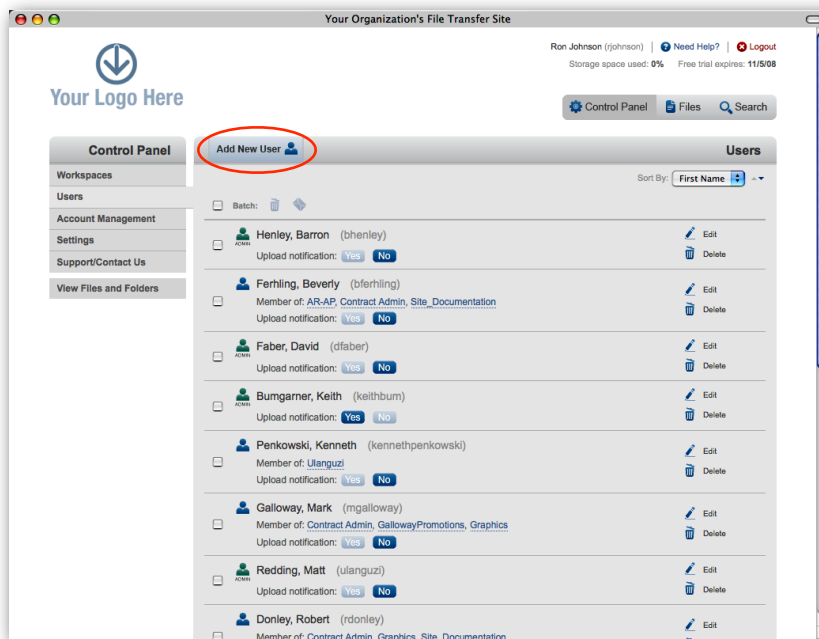 Your Organization's File Transfer Site
Ron Johnson (rjohnson) | Need Help? | Logout
Storage space used: 0% Free trial expires: 11/5/08
Your Logo Here
Control Panel Files Search
Control Panel
Workspaces
Users
Account Management
Settings
Support/Contact Us
View Files and Folders
Add New User
Users
Sort By: First Name
Batch:
ADMIN
Henley, Barron (bhenley)
Upload notification: Yes No
Edit
Delete
Ferhling, Beverly (bferhling)
Member of: AR-AP, Contract Admin, Site_Documentation
Upload notification: Yes No
Edit
Delete
ADMIN
Faber, David (dfaber)
Upload notification: Yes No
Edit
Delete
ADMIN
Bumgarner, Keith (keithbum)
Upload notification: Yes No
Edit
Delete
Penkowski, Kenneth (kennethpenkowski)
Member of: Ulanguzi
Upload notification: Yes No
Edit
Delete
Galloway, Mark (mgalloway)
Member of: Contract Admin, GallowayPromotions, Graphics
Upload notification: Yes No
Edit
Delete
ADMIN
Redding, Matt (ulanguzi)
Upload notification: Yes No
Edit
Delete
Donley, Robert (rdonley)
Member of: Contract Admin, Graphics, Site_Documentation
Edit